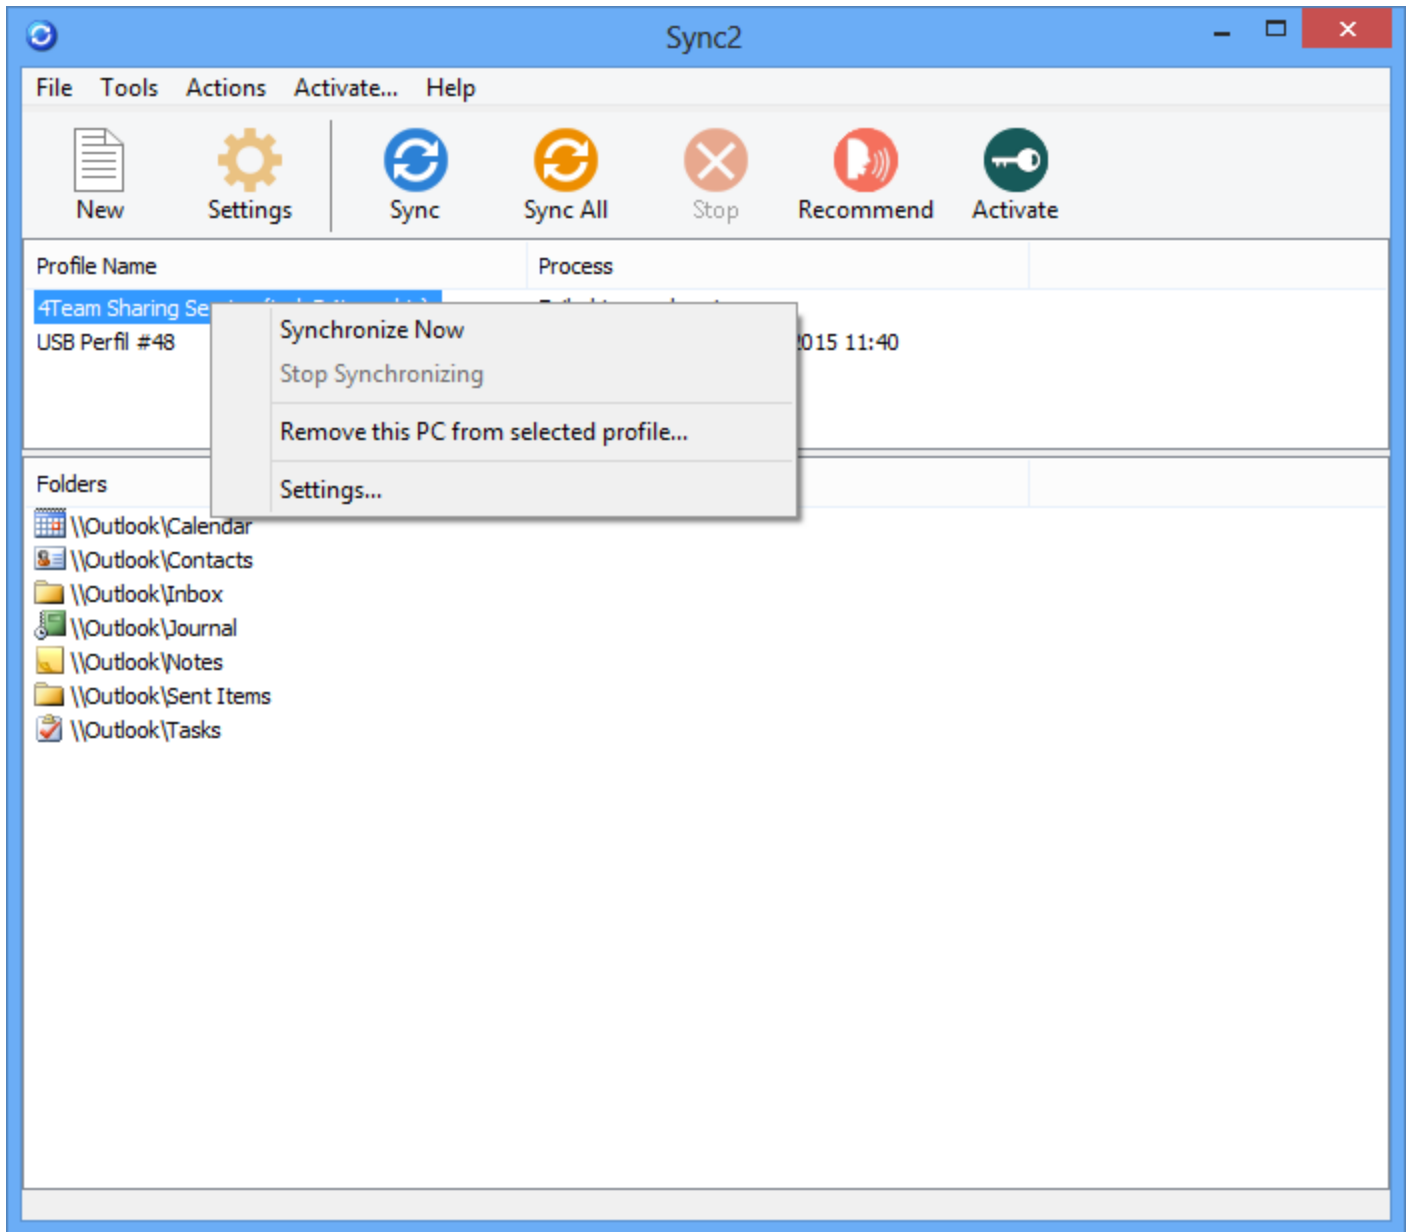 Sync2
File Tools Actions Activate... Help
New Settings Sync Sync All Stop Recommend Activate
Profile Name Process
4Team Sharing
USB Perfil #48 2015 11:40
Synchronize Now
Stop Synchronizing
Remove this PC from selected profile...
Settings...
Folders
\\Outlook\Calendar
\\Outlook\Contacts
\\Outlook\Inbox
\\Outlook\Journal
\\Outlook\Notes
\\Outlook\Sent Items
\\Outlook\Tasks